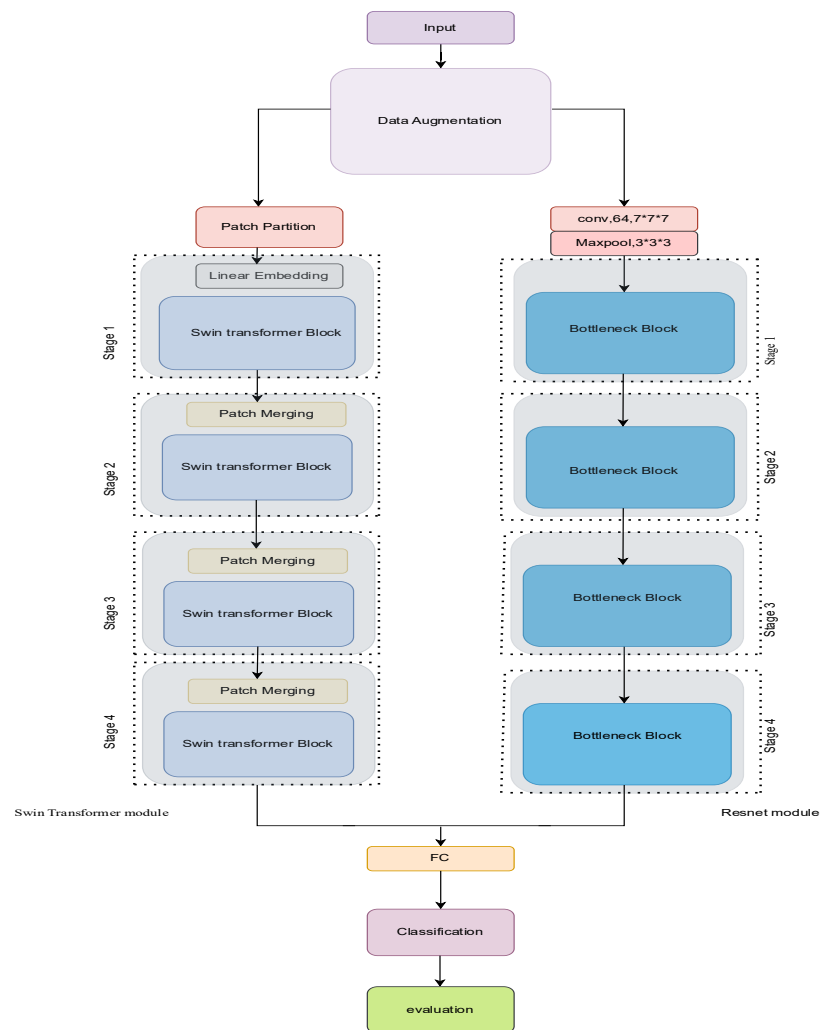 Input
Data Augmentation
Patch Partition
Linear Embedding
Swin transformer Block
Stage 1
Patch Merging
Swin transformer Block
Stage 2
Patch Merging
Swin transformer Block
Stage 3
Patch Merging
Swin transformer Block
Stage 4
Swin Transformer module
conv,64,7*7*7
Maxpool,3*3*3
Bottleneck Block
Stage 1
Bottleneck Block
Stage 2
Bottleneck Block
Stage 3
Bottleneck Block
Stage 4
Resnet module
FC
Classification
evaluation